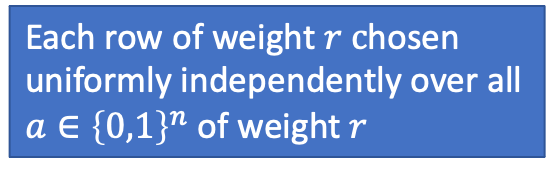 Each row of weight r chosen
uniformly independently over all
a ∈ {0,1}ⁿ of weight r